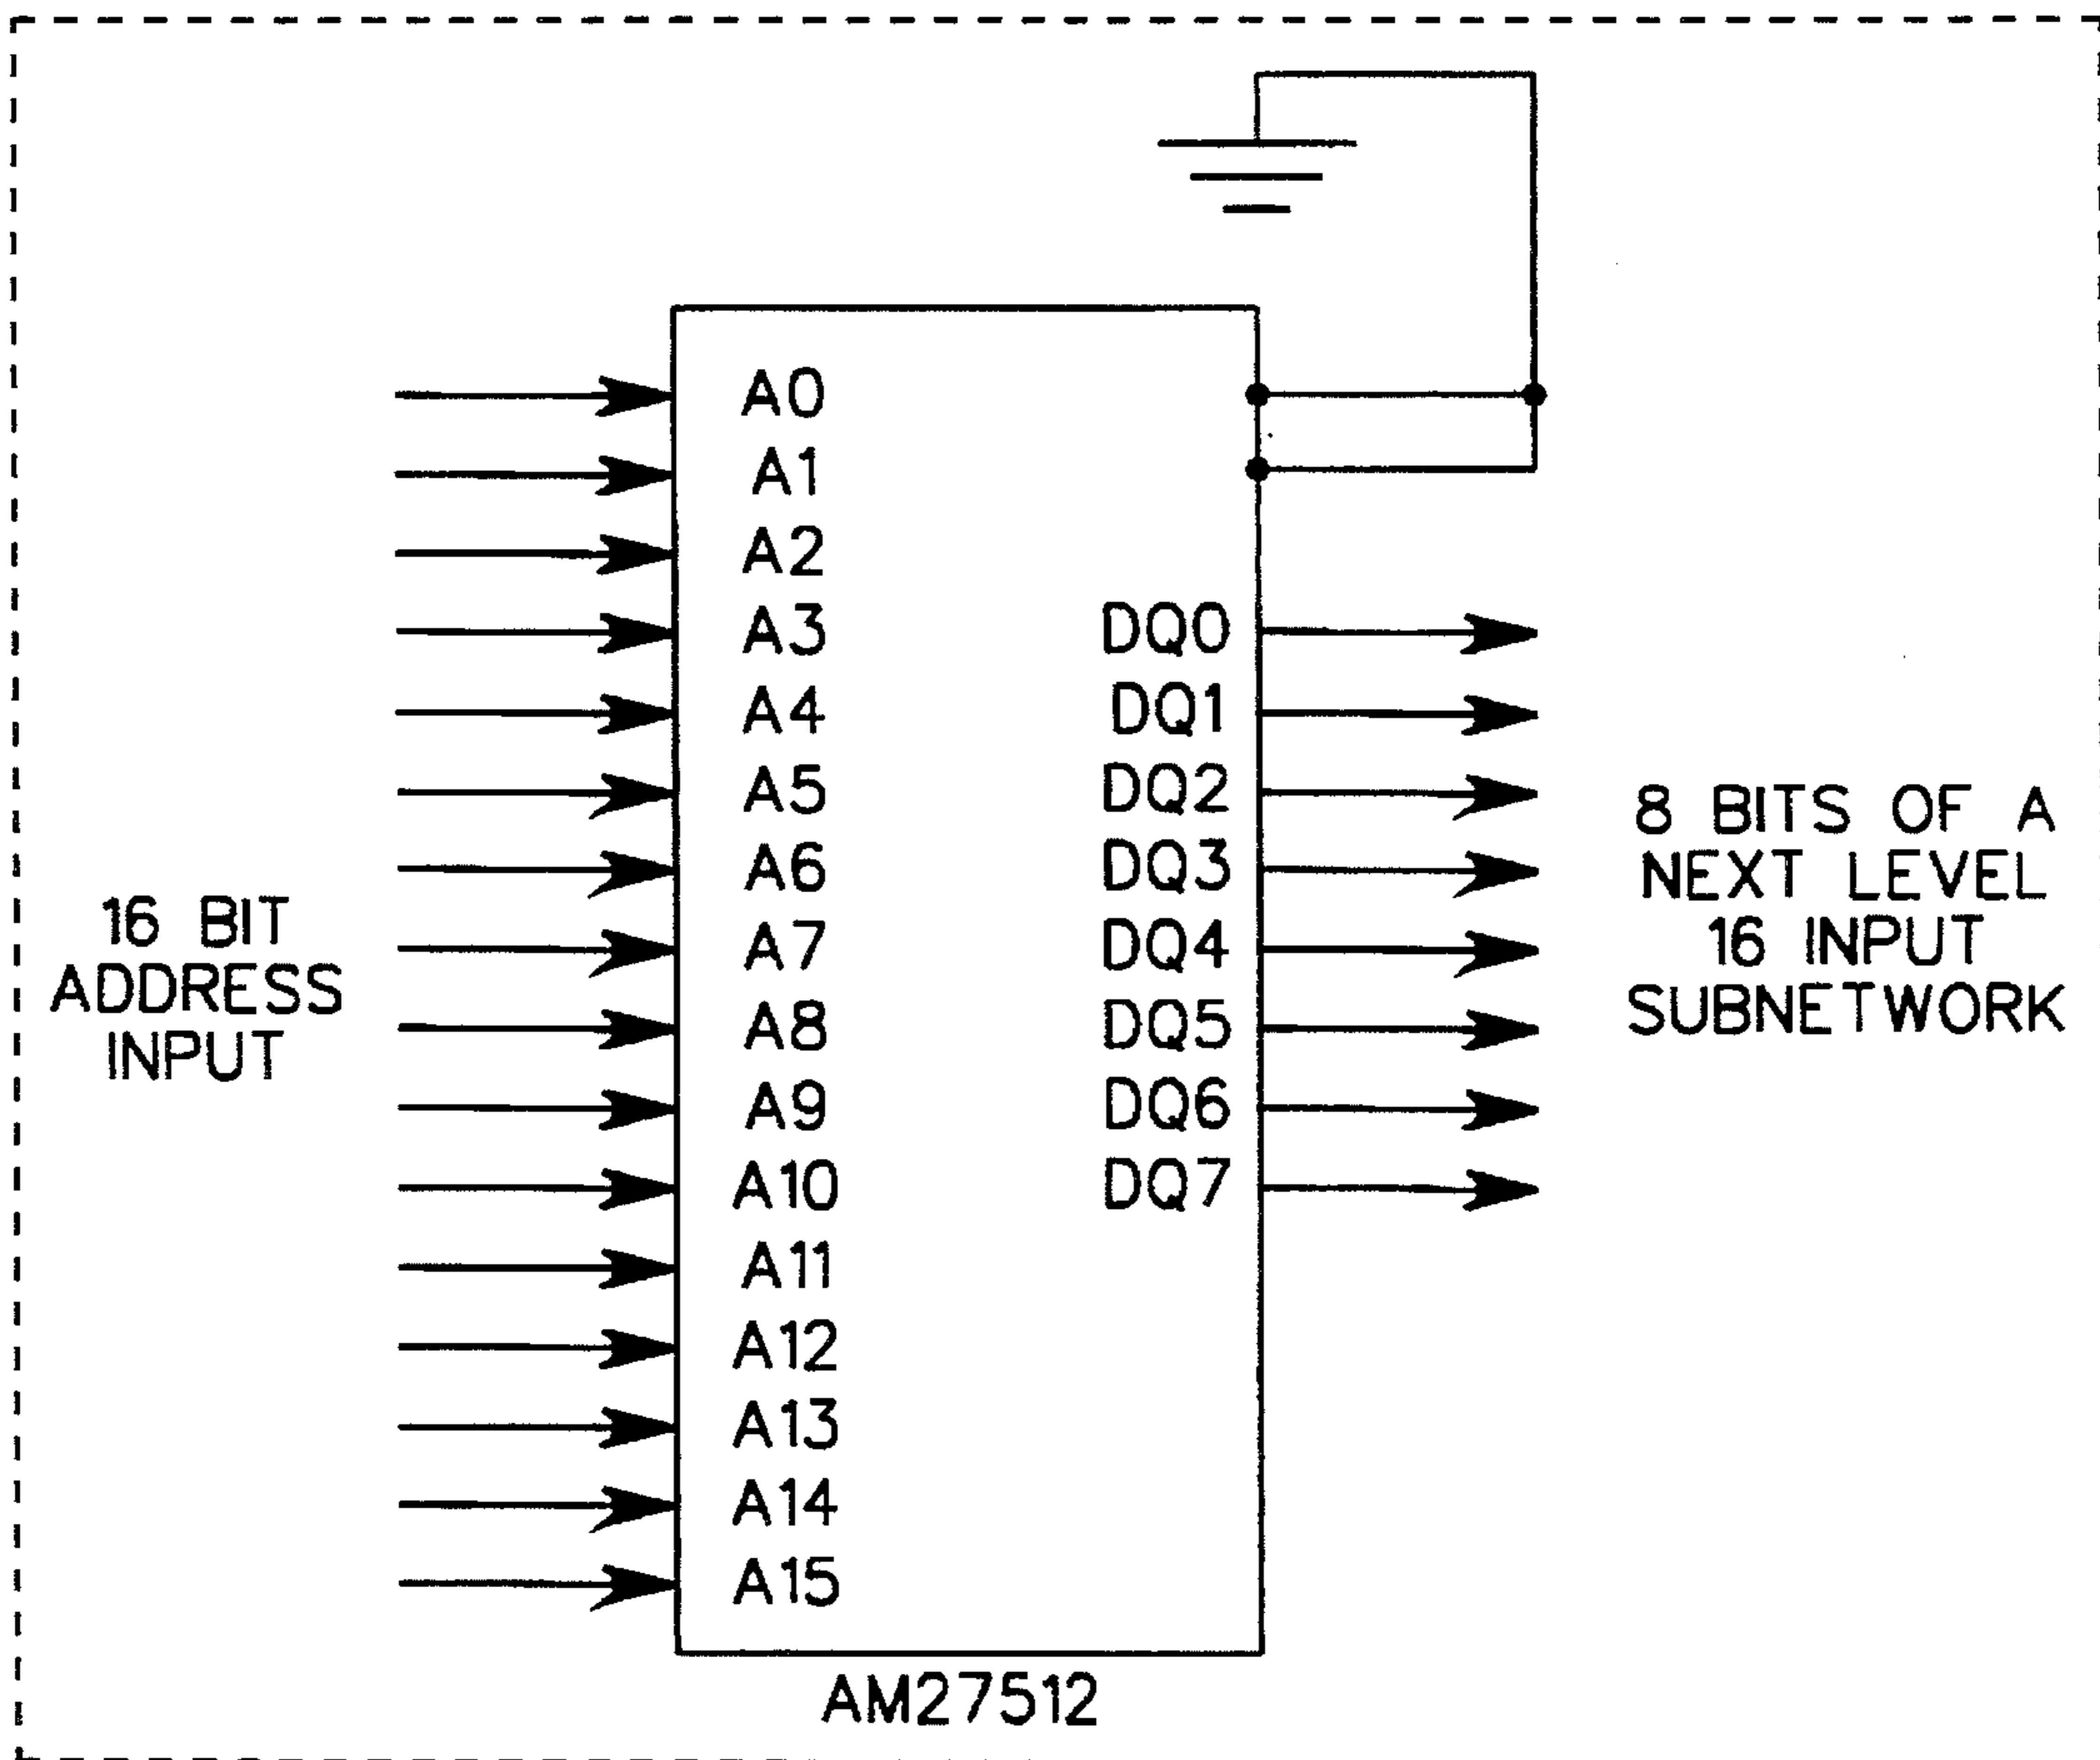 A0
A1
A2
A3
A4
A5
A6
A7
A8
A9
A10
A11
A12
A13
A14
A15
DQ0
DQ1
DQ2
DQ3
DQ4
DQ5
DQ6
DQ7
16 BIT
ADDRESS
INPUT
8 BITS OF A
NEXT LEVEL
16 INPUT
SUBNETWORK
AM27512